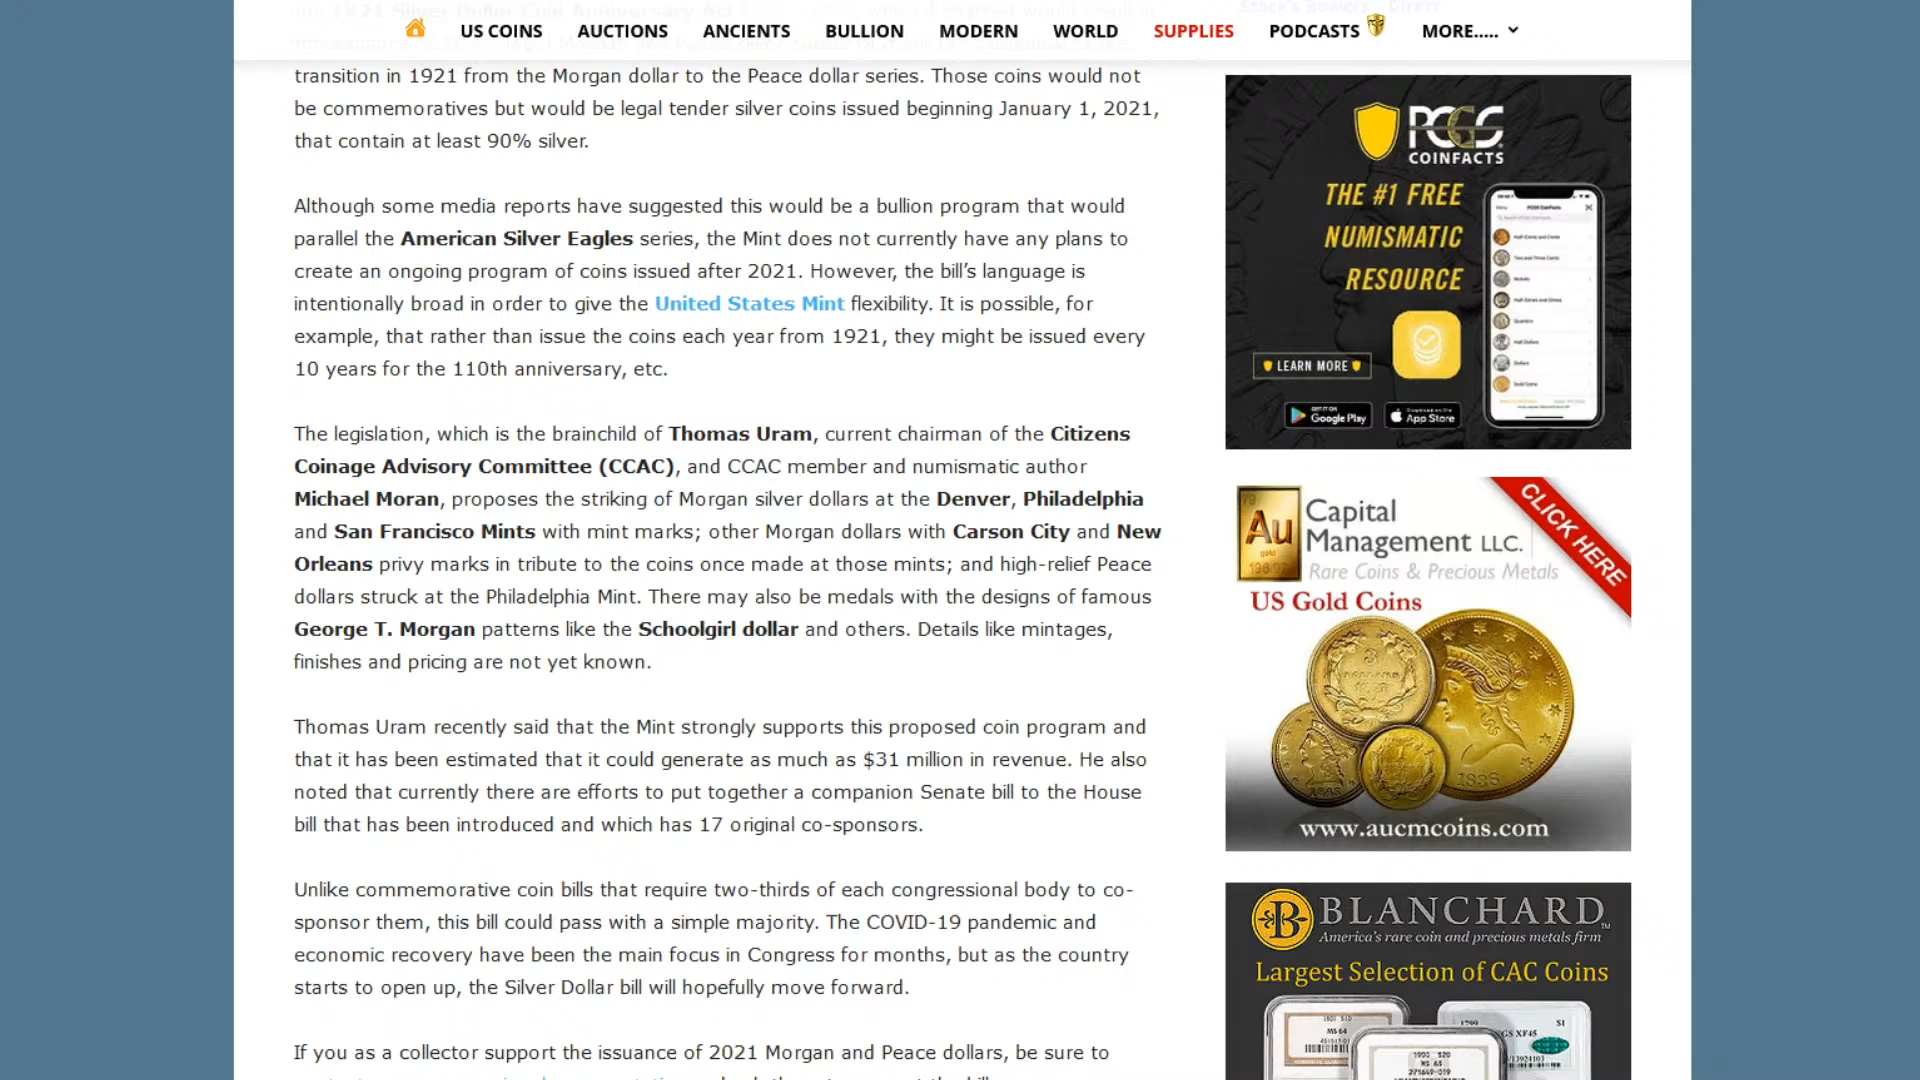 US COINS AUCTIONS ANCIENTS BULLION MODERN WORLD SUPPLIES PODCASTS MORE.....
transition in 1921 from the Morgan dollar to the Peace dollar series. Those coins would not
be commemoratives but would be legal tender silver coins issued beginning January 1, 2021,
that contain at least 90% silver.
Although some media reports have suggested this would be a bullion program that would
parallel the American Silver Eagles series, the Mint does not currently have any plans to
create an ongoing program of coins issued after 2021. However, the bill’s language is
intentionally broad in order to give the United States Mint flexibility. It is possible, for
example, that rather than issue the coins each year from 1921, they might be issued every
10 years for the 110th anniversary, etc.
The legislation, which is the brainchild of Thomas Uram, current chairman of the Citizens
Coinage Advisory Committee (CCAC), and CCAC member and numismatic author
Michael Moran, proposes the striking of Morgan silver dollars at the Denver, Philadelphia
and San Francisco Mints with mint marks; other Morgan dollars with Carson City and New
Orleans privy marks in tribute to the coins once made at those mints; and high-relief Peace
dollars struck at the Philadelphia Mint. There may also be medals with the designs of famous
George T. Morgan patterns like the Schoolgirl dollar and others. Details like mintages,
finishes and pricing are not yet known.
Thomas Uram recently said that the Mint strongly supports this proposed coin program and
that it has been estimated that it could generate as much as $31 million in revenue. He also
noted that currently there are efforts to put together a companion Senate bill to the House
bill that has been introduced and which has 17 original co-sponsors.
Unlike commemorative coin bills that require two-thirds of each congressional body to co-
sponsor them, this bill could pass with a simple majority. The COVID-19 pandemic and
economic recovery have been the main focus in Congress for months, but as the country
starts to open up, the Silver Dollar bill will hopefully move forward.
If you as a collector support the issuance of 2021 Morgan and Peace dollars, be sure to
PCGS
COINFACTS
THE #1 FREE
NUMISMATIC
RESOURCE
LEARN MORE
GET IT ON
Google Play
Download on the
App Store
79
Au
gold
Capital
Management LLC.
Rare Coins & Precious Metals
CLICK HERE
US Gold Coins
1838
www.aucmcoins.com
B BLANCHARD
America's rare coin and precious metals firm
Largest Selection of CAC Coins
MS 64